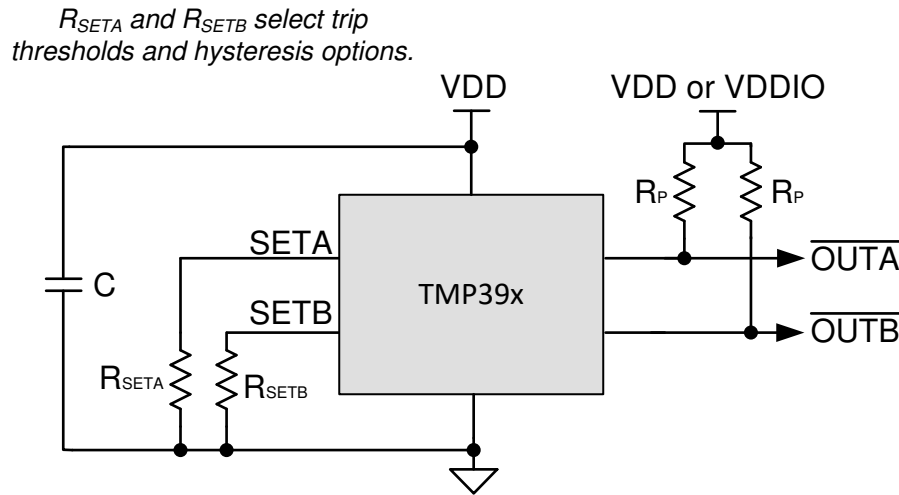 RSETA and RSETB select trip
thresholds and hysteresis options.
VDD
VDD or VDDIO
RP
RP
SETA
OUTA
C
TMP39x
SETB
OUTB
RSETA
RSETB